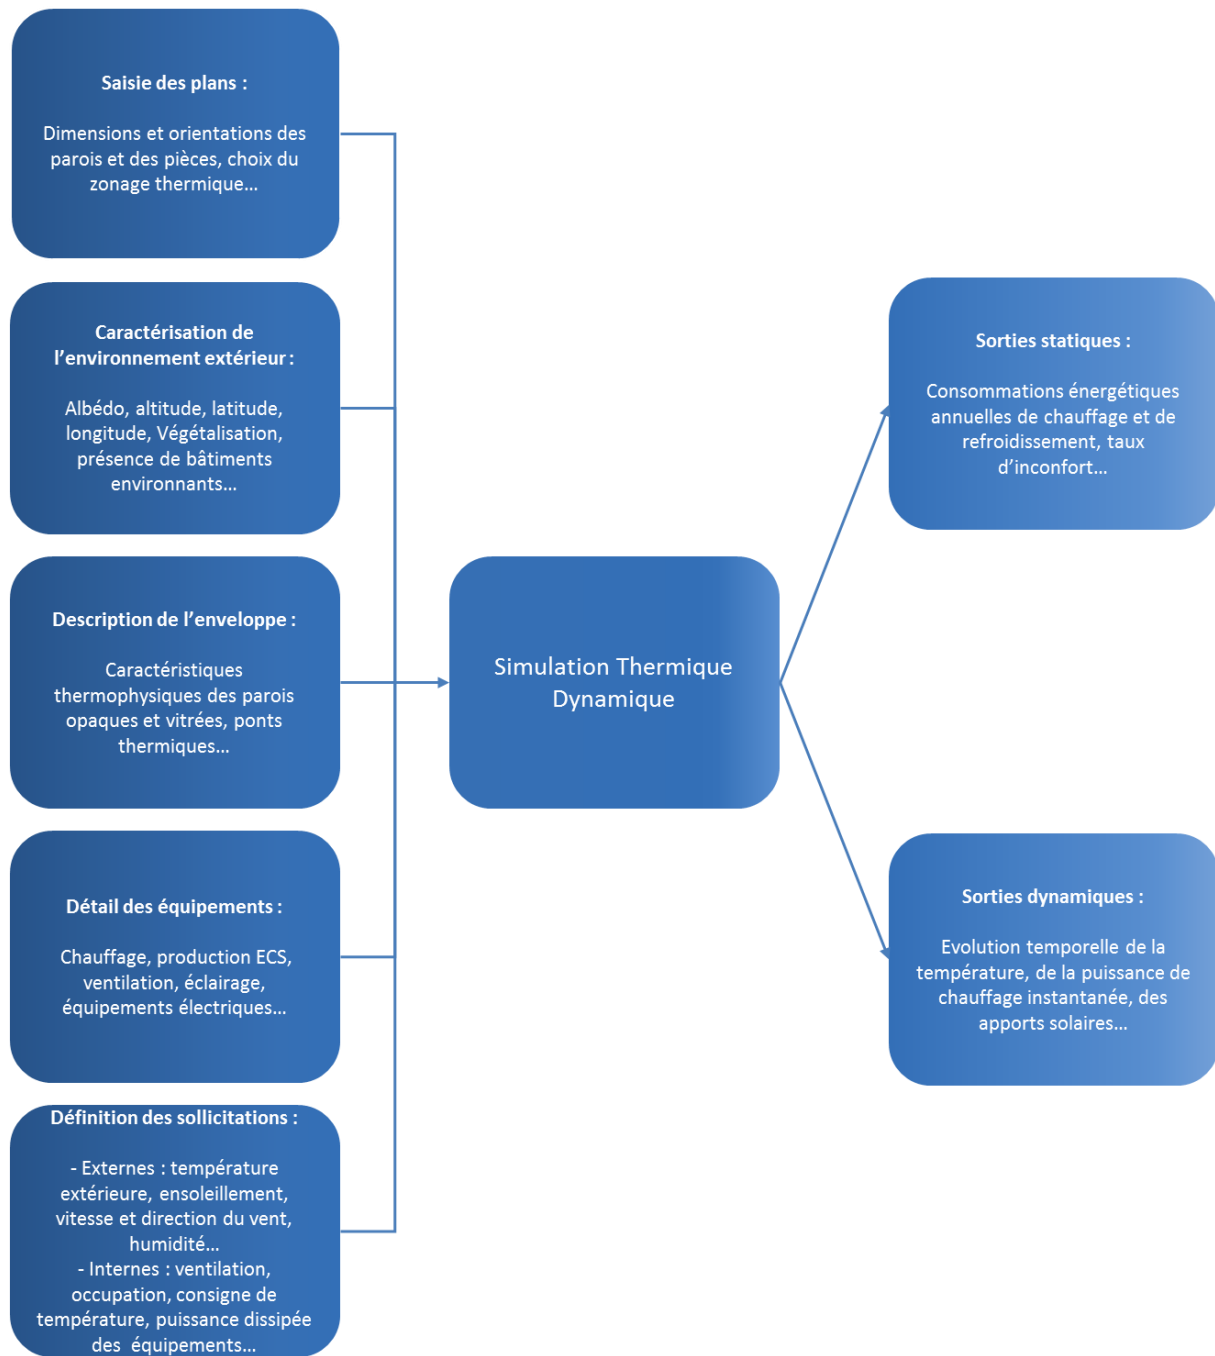 Saisie des plans :
Dimensions et orientations des
parois et des pièces, choix du
zonage thermique...
Caractérisation de
l’environnement extérieur :
Albédo, altitude, latitude,
longitude, Végétalisation,
présence de bâtiments
environnants...
Description de l’enveloppe :
Caractéristiques
thermophysiques des parois
opaques et vitrées, ponts
thermiques...
Détail des équipements :
Chauffage, production ECS,
ventilation, éclairage,
équipements électriques...
Définition des sollicitations :
- Externes : température
extérieure, ensoleillement,
vitesse et direction du vent,
humidité...
- Internes : ventilation,
occupation, consigne de
température, puissance dissipée
des équipements...
Simulation Thermique
Dynamique
Sorties statiques :
Consommations énergétiques
annuelles de chauffage et de
refroidissement, taux
d’inconfort...
Sorties dynamiques :
Evolution temporelle de la
température, de la puissance de
chauffage instantanée, des
apports solaires...